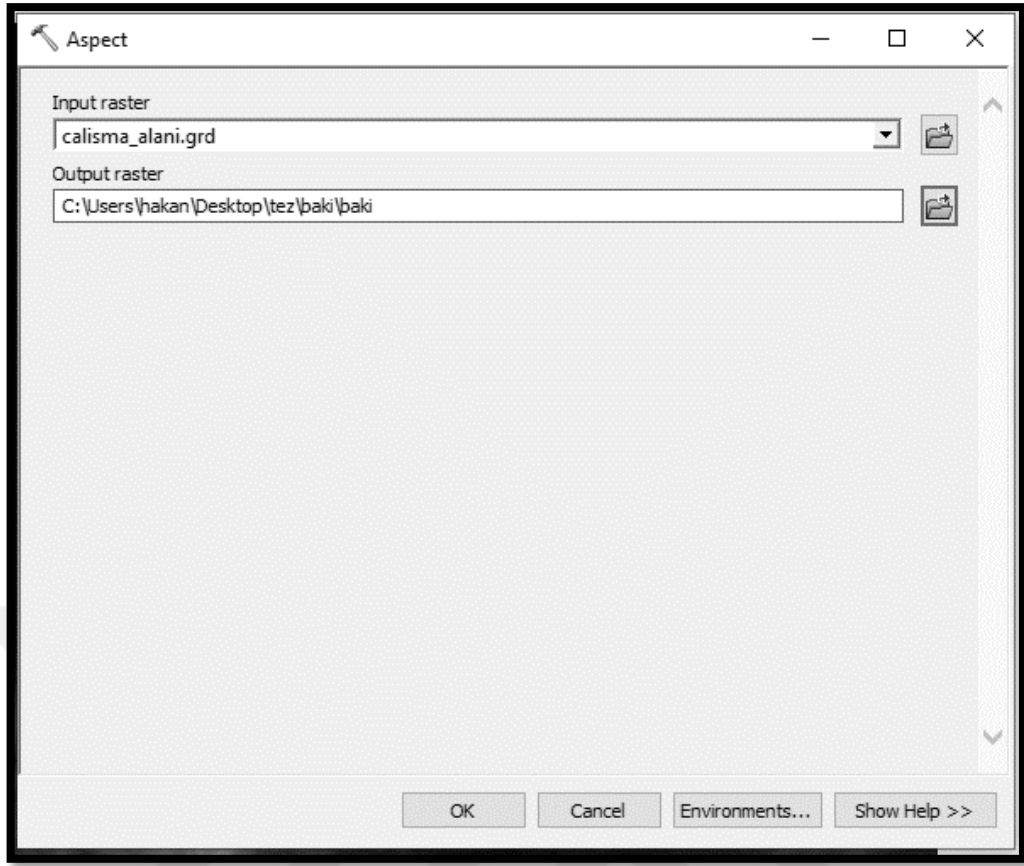 Aspect
Input raster
calisma_alani.grd
Output raster
C:\Users\hakan\Desktop\tez\baki\baki
OK Cancel Environments... Show Help >>